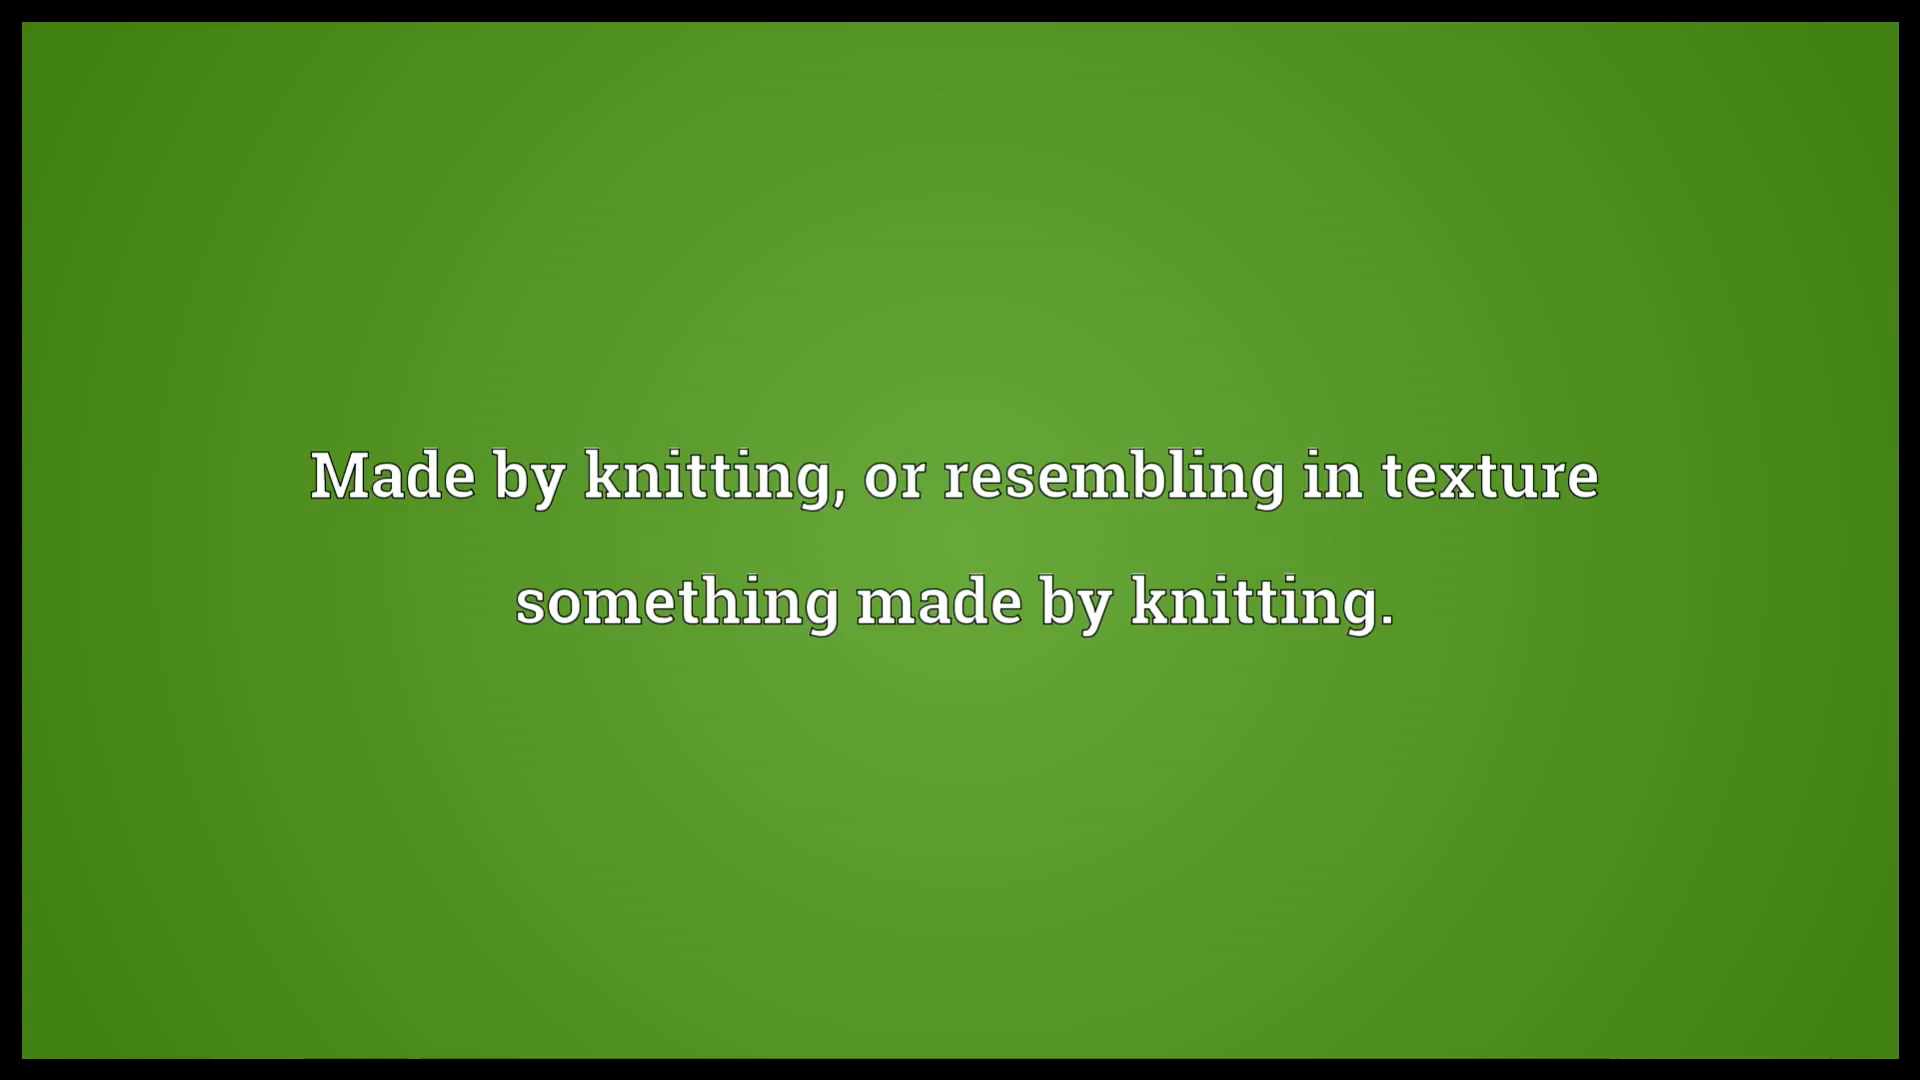 Made by knitting, or resembling in texture
something made by knitting.